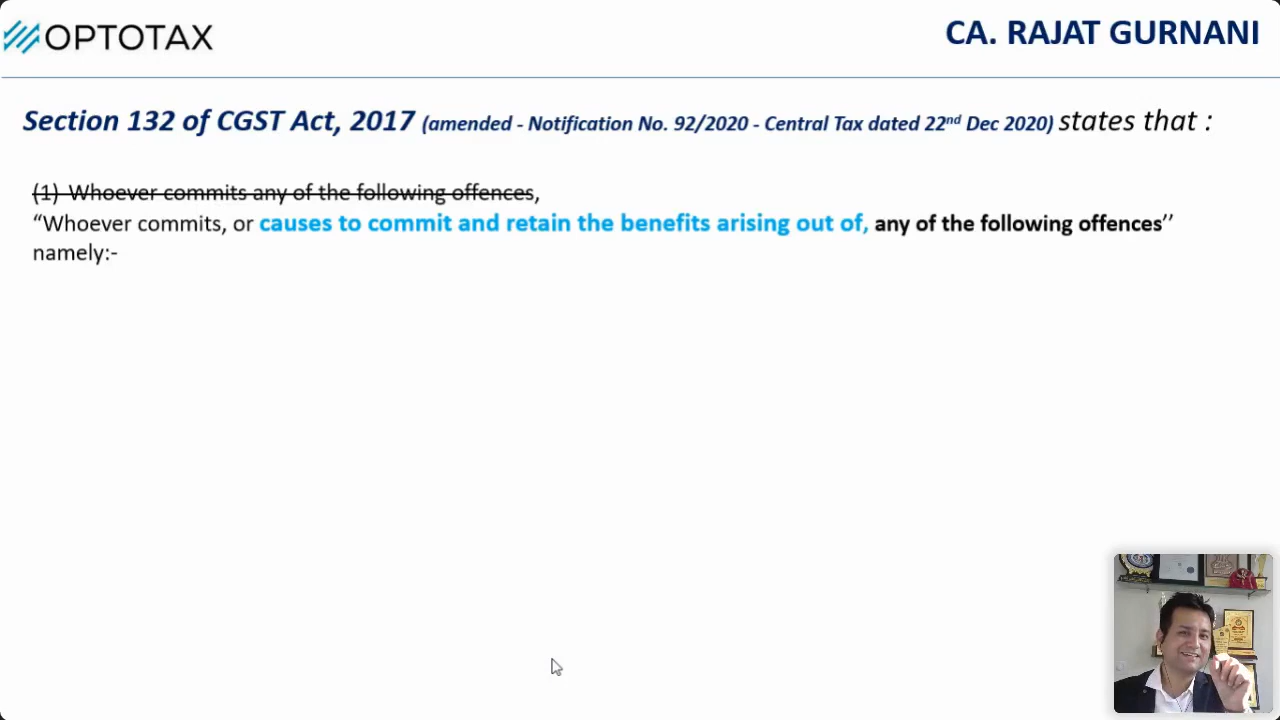 OPTOTAX
CA. RAJAT GURNANI
Section 132 of CGST Act, 2017 (amended - Notification No. 92/2020 - Central Tax dated 22nd Dec 2020) states that :
(1) Whoever commits any of the following offences,
“Whoever commits, or causes to commit and retain the benefits arising out of, any of the following offences’’
namely:-